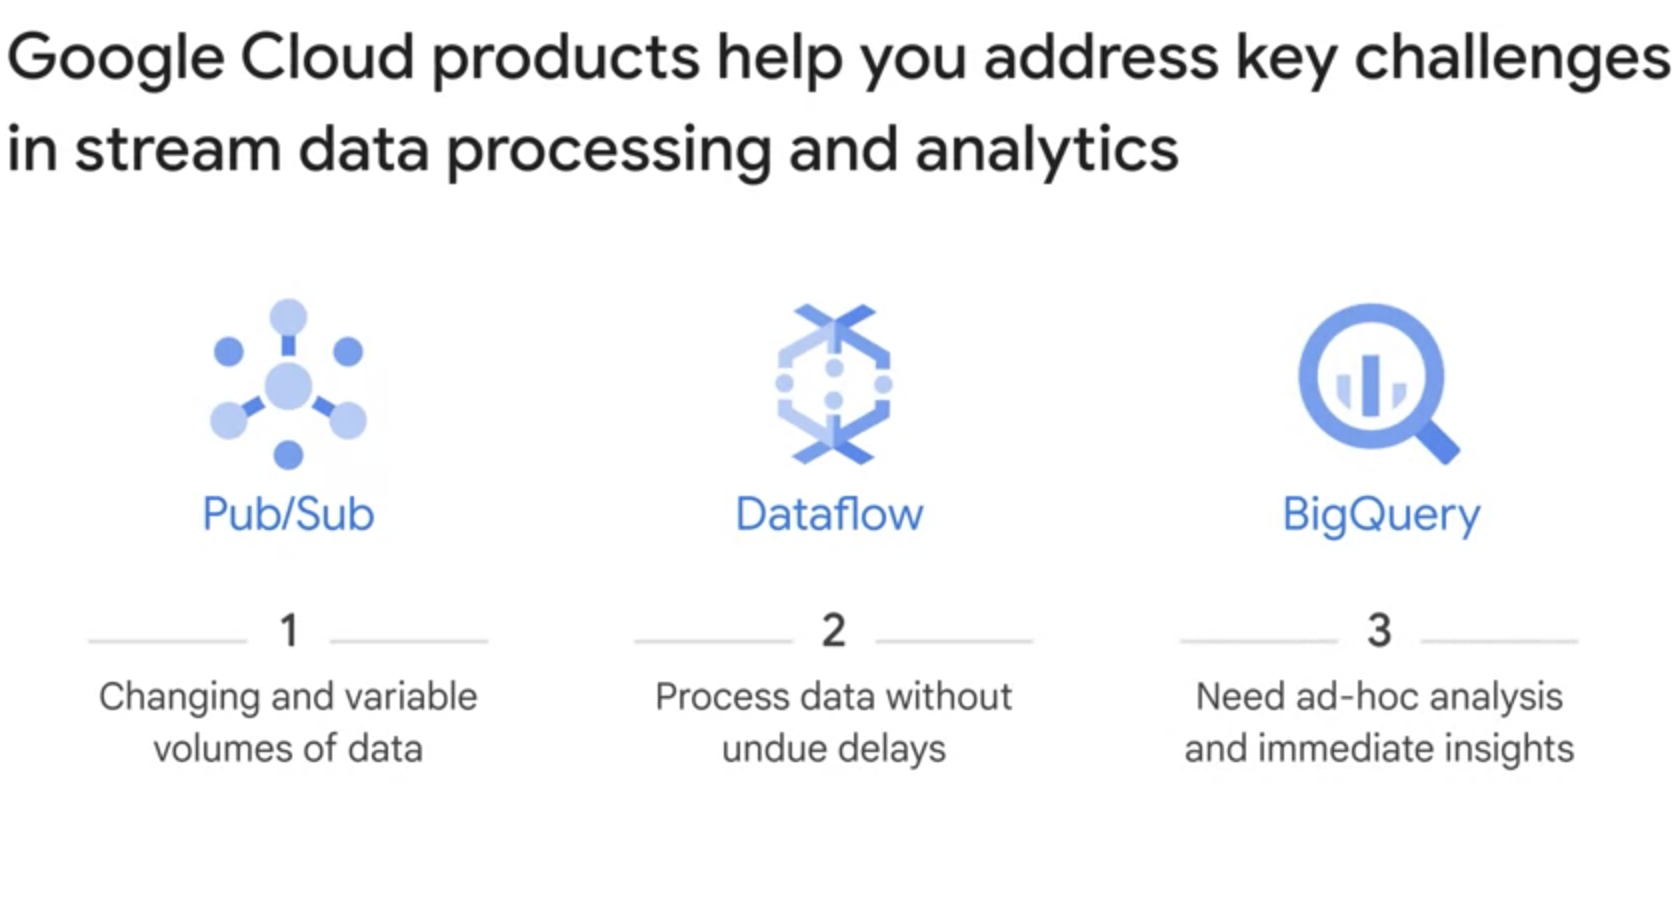 Google Cloud products help you address key challenges
in stream data processing and analytics
Pub/Sub
Dataflow
BigQuery
1
2
3
Changing and variable
volumes of data
Process data without
undue delays
Need ad-hoc analysis
and immediate insights